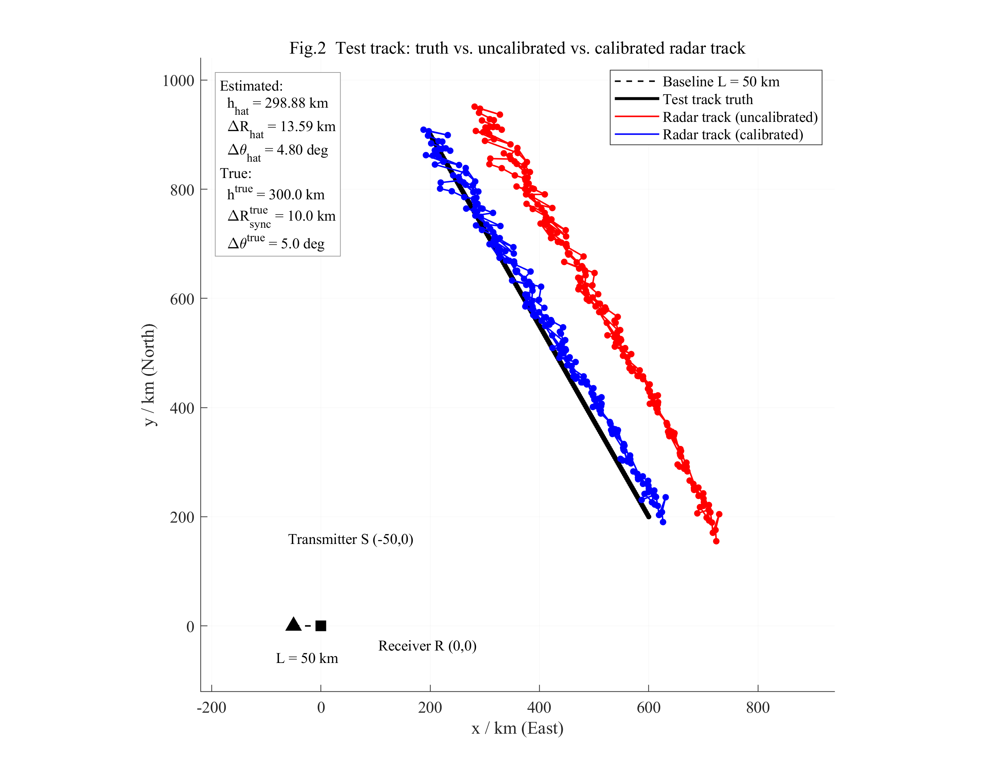 Fig.2 Test track: truth vs. uncalibrated vs. calibrated radar track
Estimated:
h_hat = 298.88 km
ΔR_hat = 13.59 km
Δθ_hat = 4.80 deg
True:
h^true = 300.0 km
ΔR_sync^true = 10.0 km
Δθ^true = 5.0 deg
Baseline L = 50 km
Test track truth
Radar track (uncalibrated)
Radar track (calibrated)
1000
800
600
400
200
0
y / km (North)
Transmitter S (-50,0)
Receiver R (0,0)
L = 50 km
-200
0
200
400
600
800
x / km (East)